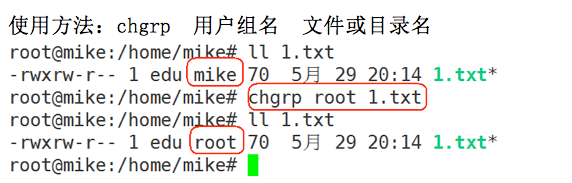 使用方法：chgrp  用户组名  文件或目录名
root@mike:/home/mike# ll 1.txt
-rwxrw-r-- 1 edu mike 70  5月 29 20:14 1.txt*
root@mike:/home/mike# chgrp root 1.txt
root@mike:/home/mike# ll 1.txt
-rwxrw-r-- 1 edu root 70  5月 29 20:14 1.txt*
root@mike:/home/mike#